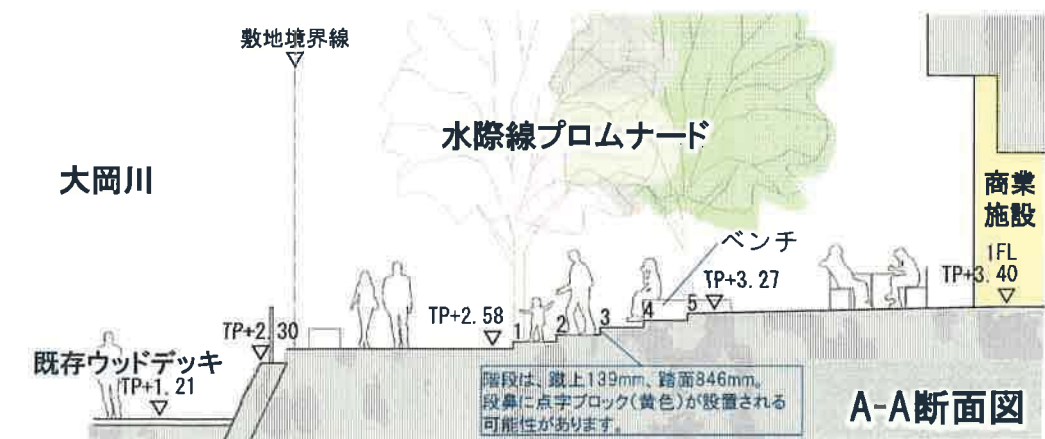 敷地境界線
水際線プロムナード
大岡川
商業
施設
1FL
TP+3.40
ベンチ
TP+3.27
TP+2.58
1 2 3 4 5
TP+2.30
既存ウッドデッキ
TP+1.21
階段は、蹴上139mm、踏面846mm。
段鼻に点字ブロック(黄色)が設置される
可能性があります。
A-A断面図